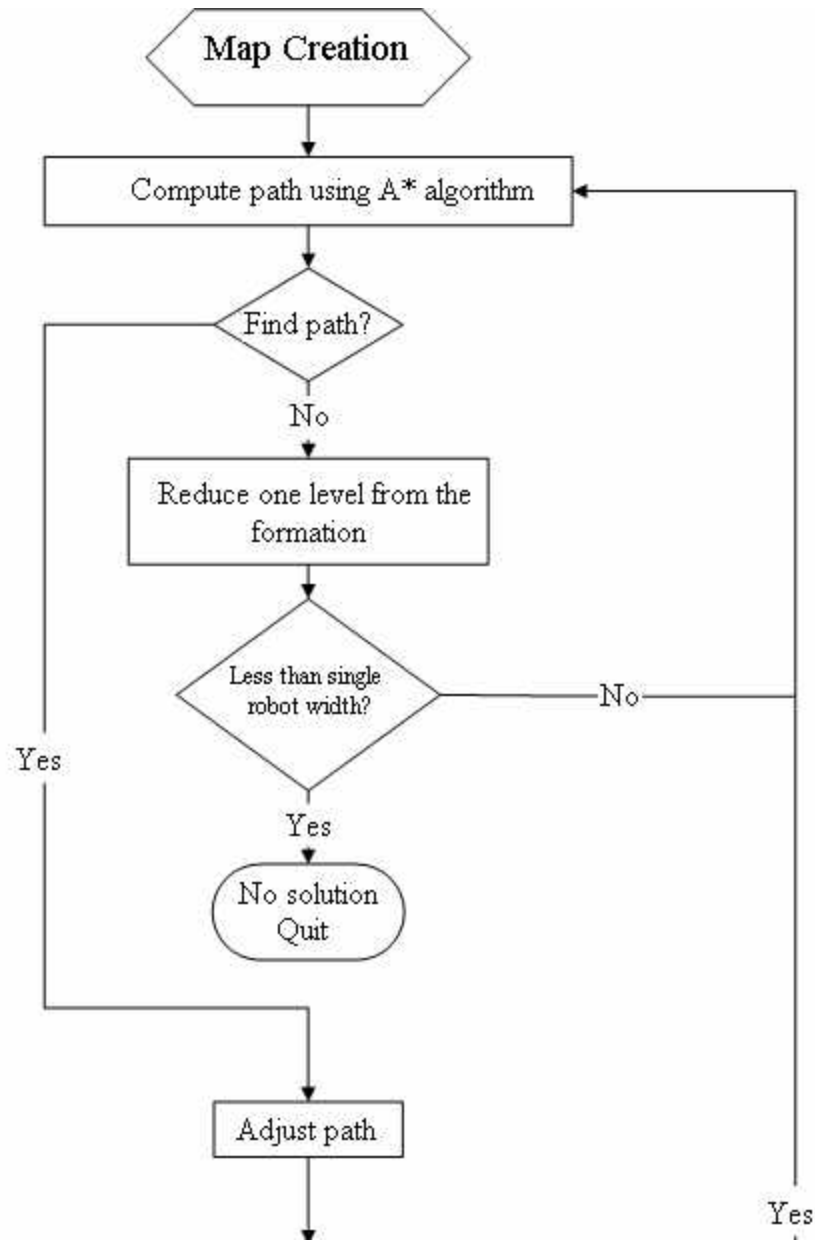 Map Creation
Compute path using A* algorithm
Find path?
No
Reduce one level from the
formation
Less than single
robot width?
No
Yes
Yes
No solution
Quit
Adjust path
Yes